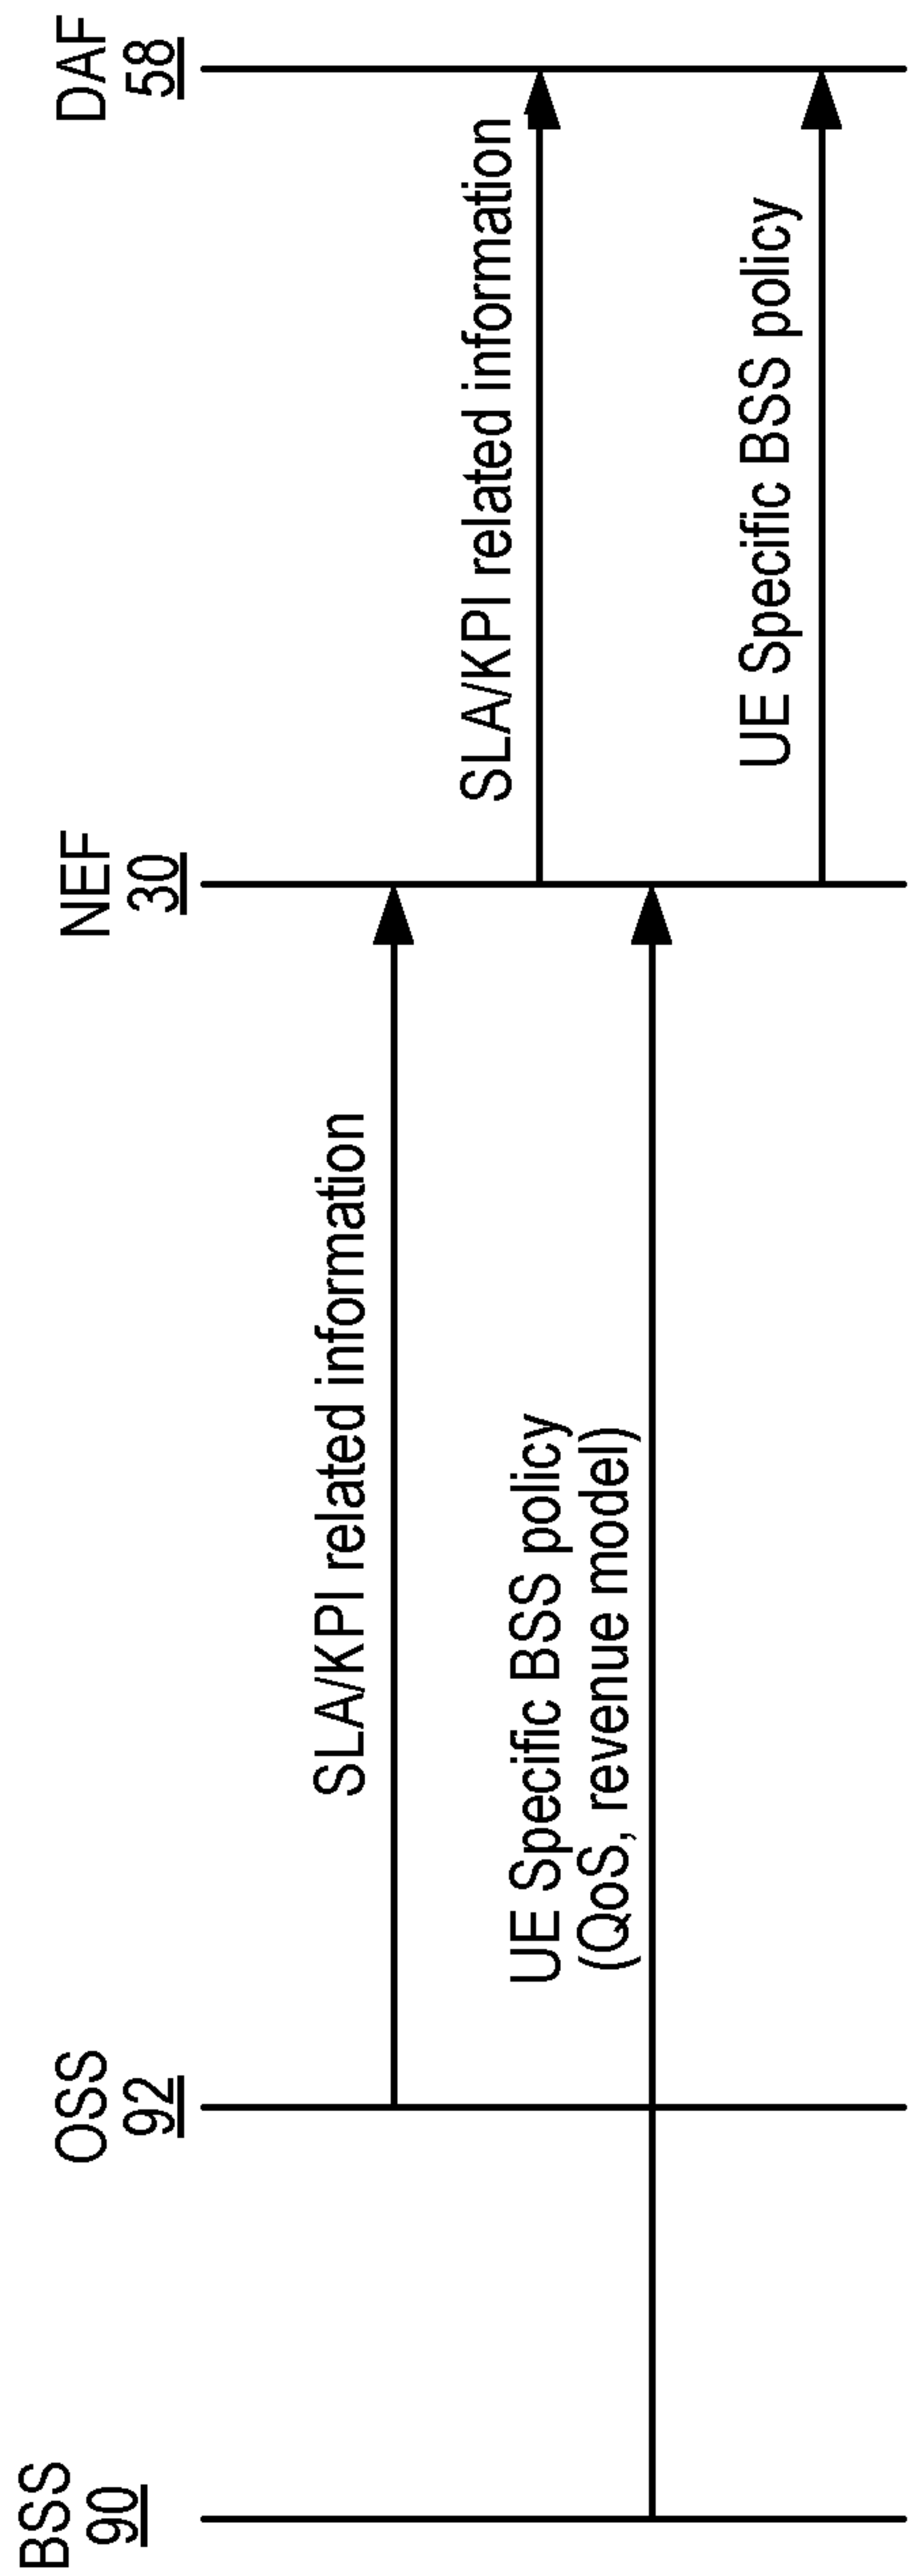 BSS
90
OSS
92
NEF
30
DAF
58
SLA/KPI related information
SLA/KPI related information
UE Specific BSS policy
(QoS, revenue model)
UE Specific BSS policy